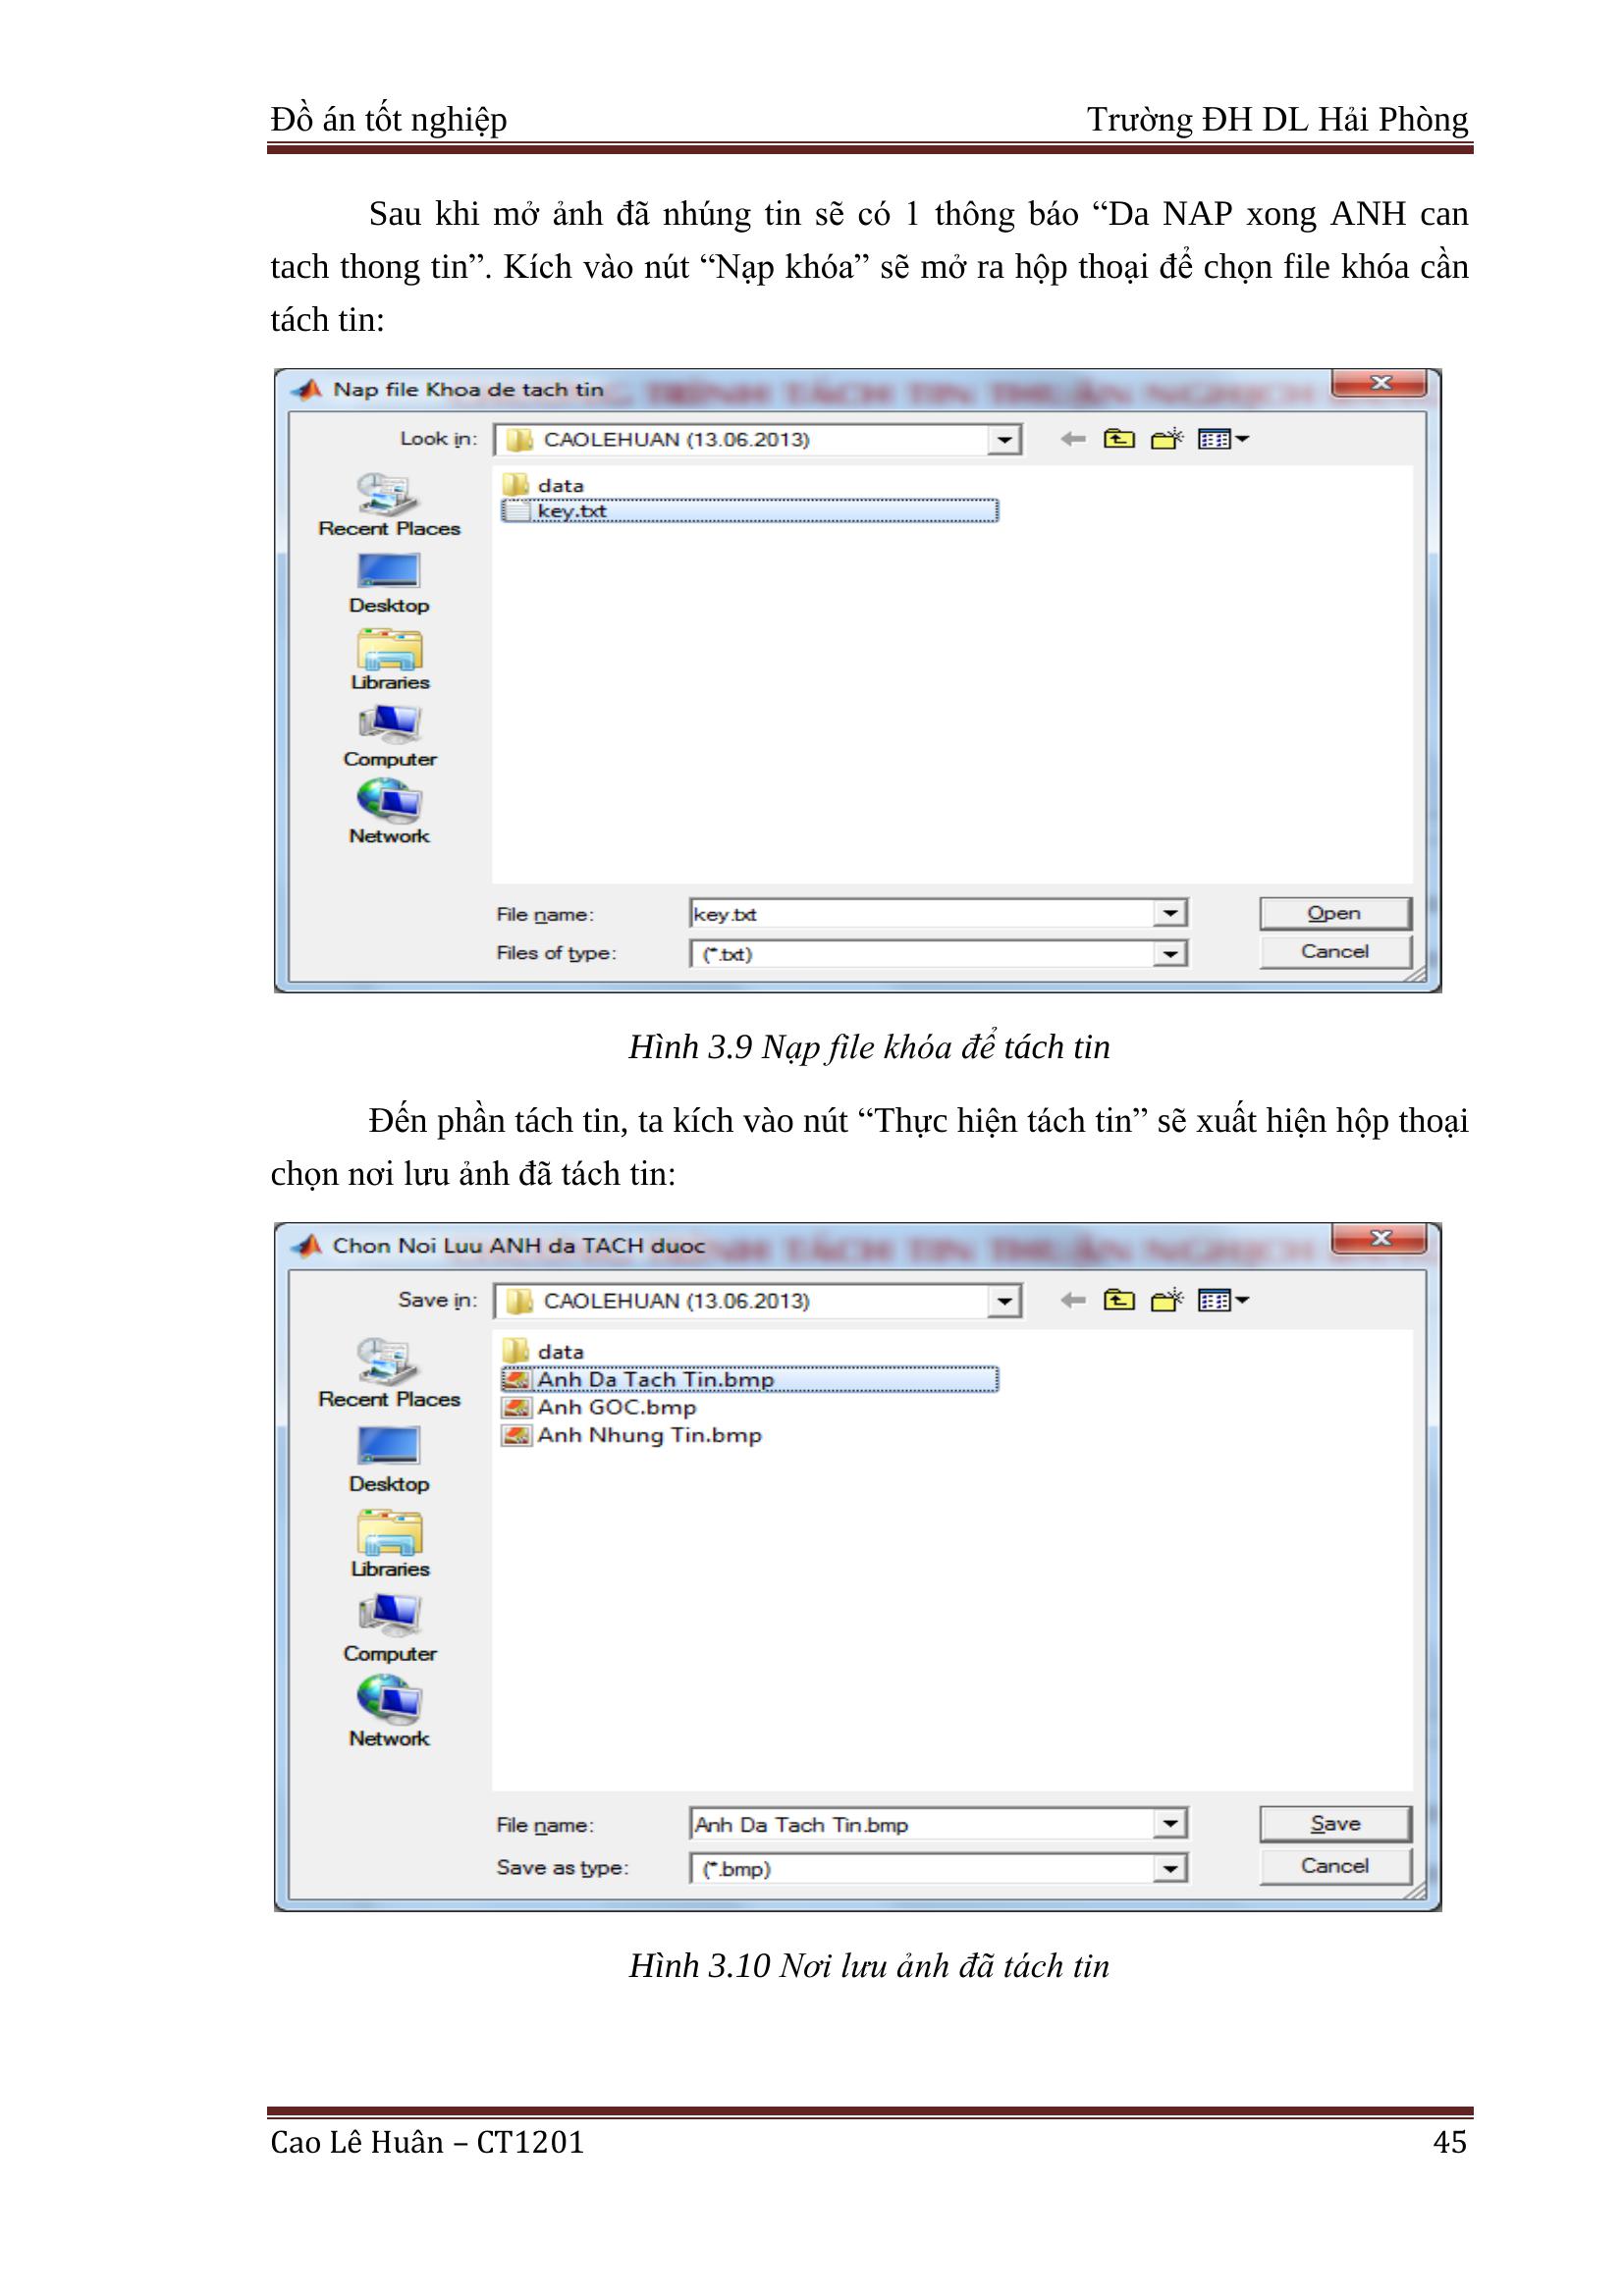 Đồ án tốt nghiệp Trường ĐH DL Hải Phòng
Sau khi mở ảnh đã nhúng tin sẽ có 1 thông báo “Da NAP xong ANH can
tach thong tin”. Kích vào nút “Nạp khóa” sẽ mở ra hộp thoại để chọn file khóa cần
tách tin:
Nap file Khoa de tach tin
Look in: CAOLEHUAN (13.06.2013)
data
key.txt
Recent Places
Desktop
Libraries
Computer
Network
File name: key.txt Open
Files of type: (*.txt) Cancel
Hình 3.9 Nạp file khóa để tách tin
Đến phần tách tin, ta kích vào nút “Thực hiện tách tin” sẽ xuất hiện hộp thoại
chọn nơi lưu ảnh đã tách tin:
Chon Noi Luu ANH da TACH duoc
Save in: CAOLEHUAN (13.06.2013)
data
Anh Da Tach Tin.bmp
Anh GOC.bmp
Anh Nhung Tin.bmp
Recent Places
Desktop
Libraries
Computer
Network
File name: Anh Da Tach Tin.bmp Save
Save as type: (*.bmp) Cancel
Hình 3.10 Nơi lưu ảnh đã tách tin
Cao Lê Huân – CT1201 45